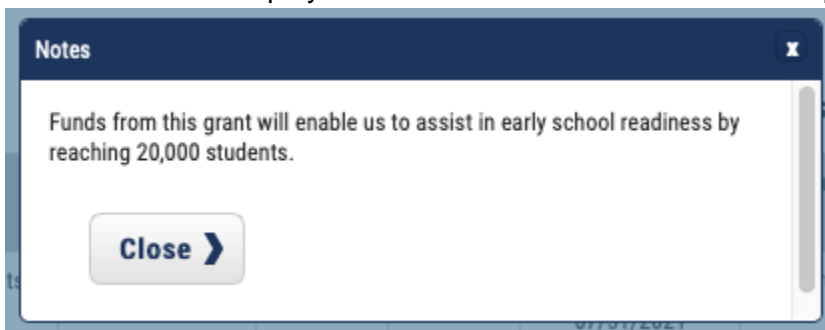 Notes
x
Funds from this grant will enable us to assist in early school readiness by
reaching 20,000 students.
Close ❯